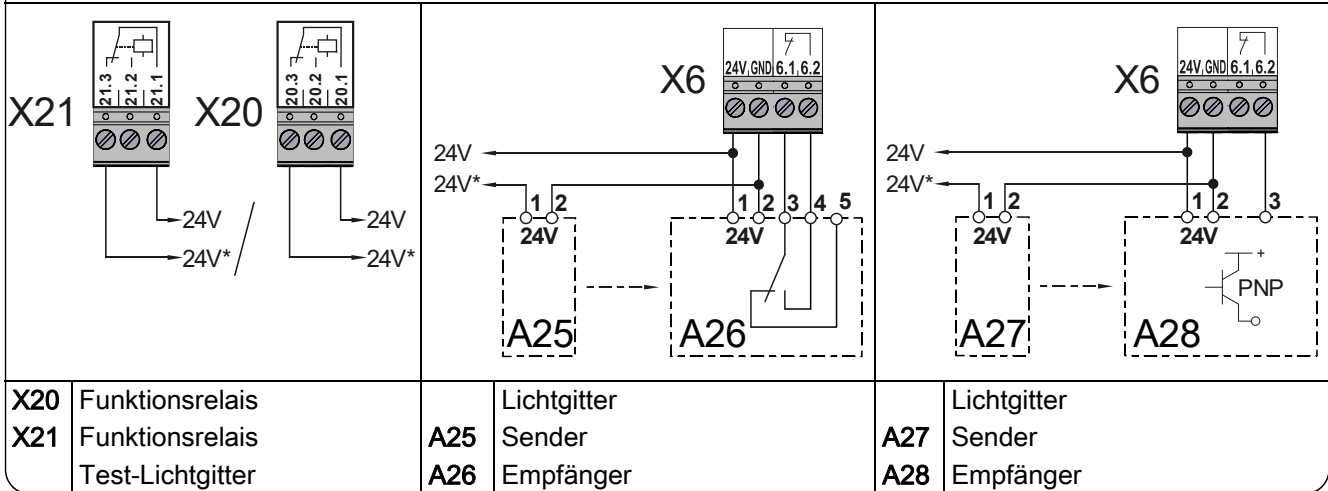 X21
21.3 21.2 21.1
24V
24V*
X20
20.3 20.2 20.1
24V
24V*
X6
24V GND 6.1 6.2
24V
24V*
1 2
24V
A25
1 2 3 4 5
24V
A26
X6
24V GND 6.1 6.2
24V
24V*
1 2
24V
A27
1 2 3
24V
+
PNP
A28
X20 Funktionsrelais
X21 Funktionsrelais
Test-Lichtgitter
Lichtgitter
A25 Sender
A26 Empfänger
Lichtgitter
A27 Sender
A28 Empfänger